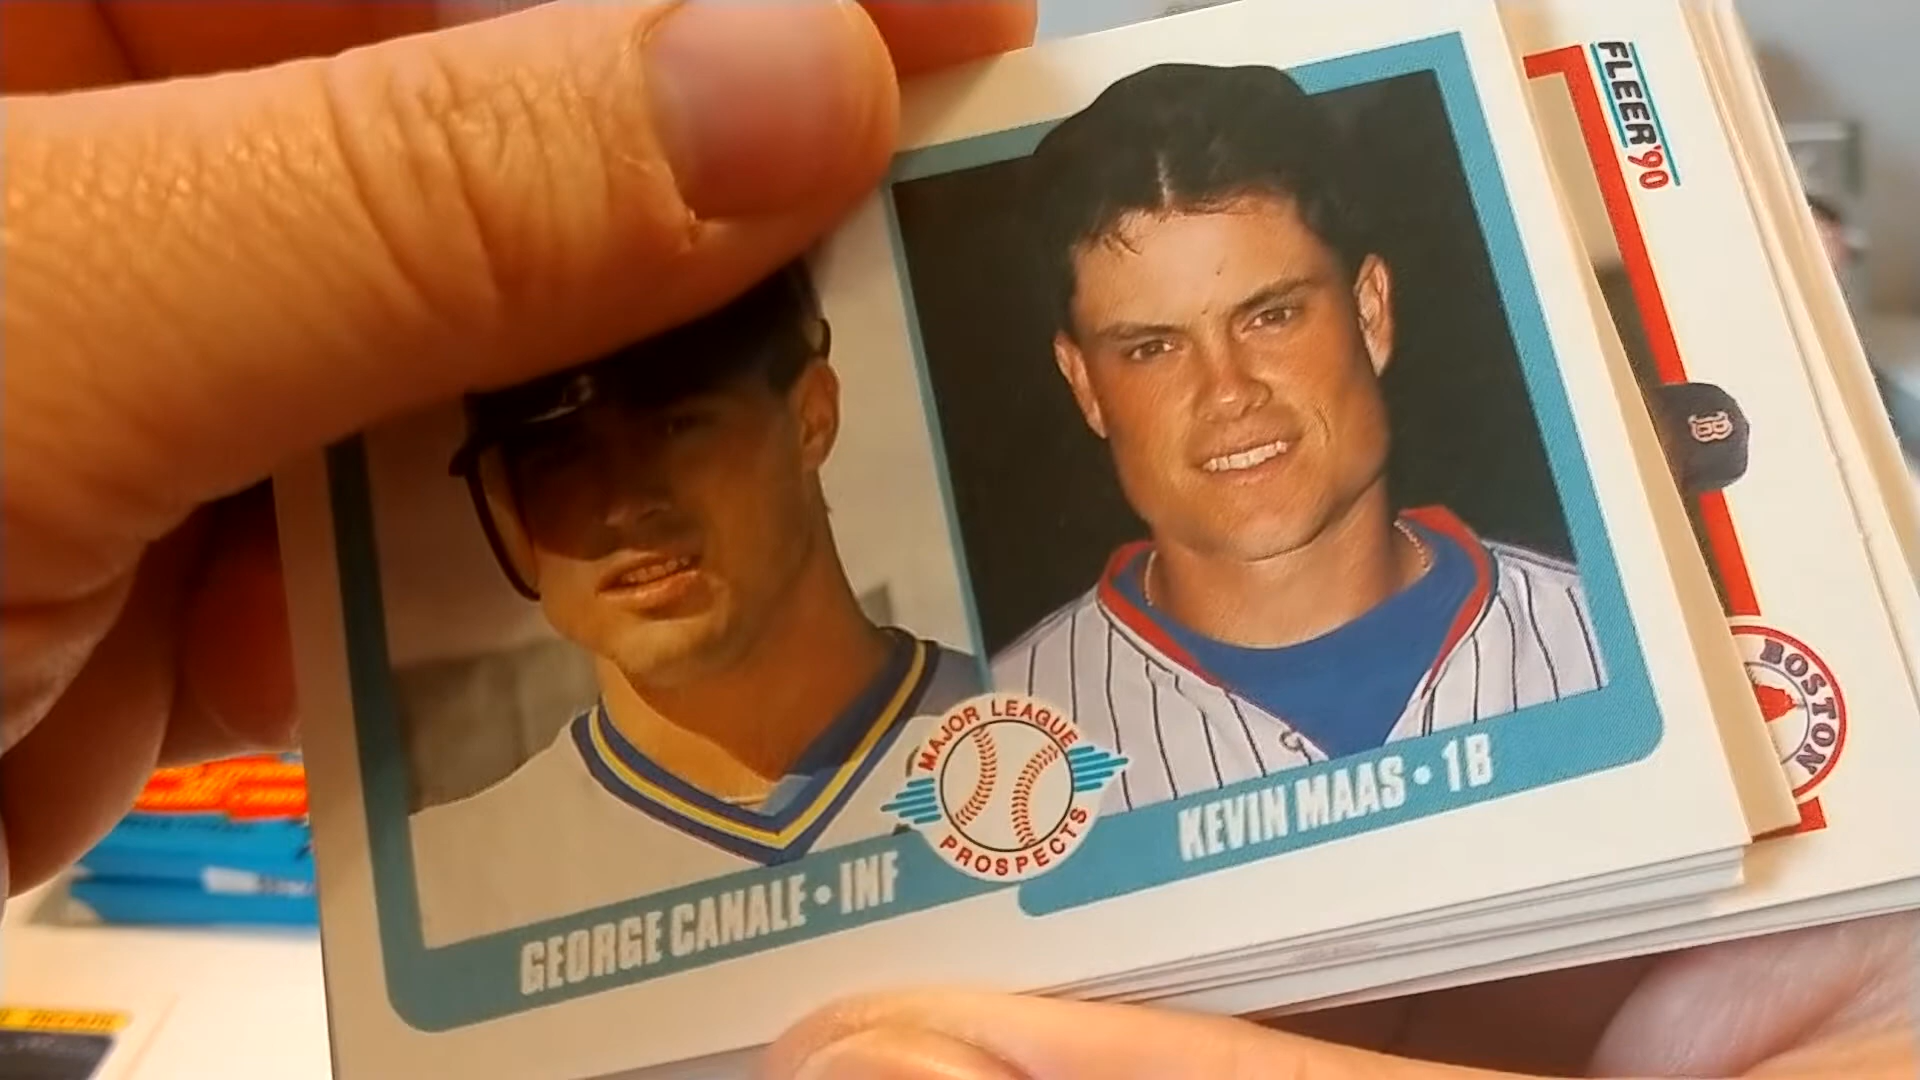 FLEER '90
B
BOSTON
MAJOR LEAGUE
PROSPECTS
KEVIN MAAS • 1B
GEORGE CANALE • INF